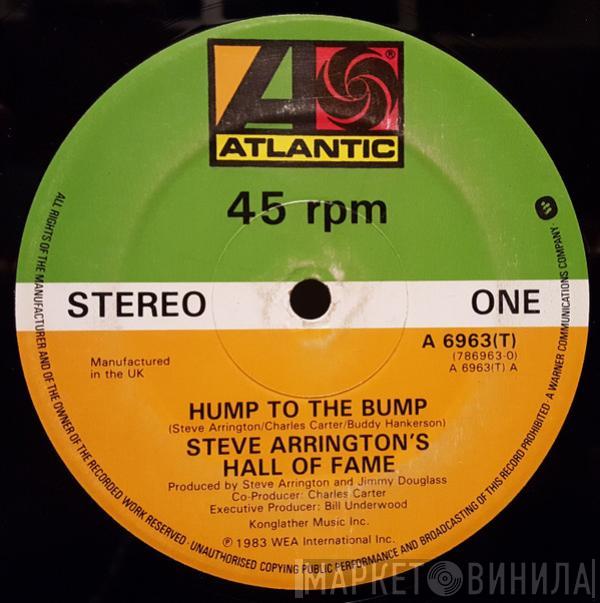 ATLANTIC
45 rpm
STEREO
ONE
A 6963(T)
(786963-0)
A 6963(T) A
Manufactured
in the UK
HUMP TO THE BUMP
(Steve Arrington/Charles Carter/Buddy Hankerson)
STEVE ARRINGTON'S
HALL OF FAME
Produced by Steve Arrington and Jimmy Douglass
Co-Producer: Charles Carter
Executive Producer: Bill Underwood
Konglather Music Inc.
℗ 1983 WEA International Inc.
ALL RIGHTS OF THE MANUFACTURER AND OF THE OWNER OF THE RECORDED WORK RESERVED · UNAUTHORISED COPYING PUBLIC PERFORMANCE AND BROADCASTING OF THIS RECORD PROHIBITED · A WARNER COMMUNICATIONS COMPANY ·
МАРКЕТ ВИНИЛА